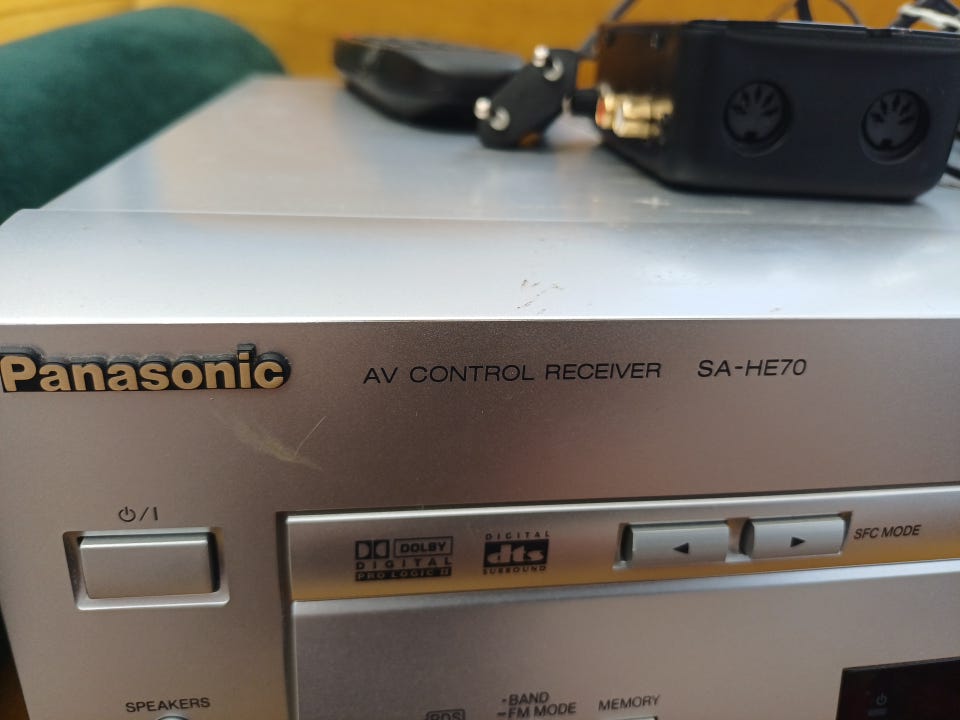 Panasonic
AV CONTROL RECEIVER SA-HE70
⏻/I
DOLBY
DIGITAL
PRO LOGIC II
DIGITAL
dts
SURROUND
◄ ► SFC MODE
SPEAKERS
RDS
-BAND
–FM MODE
MEMORY
⏻